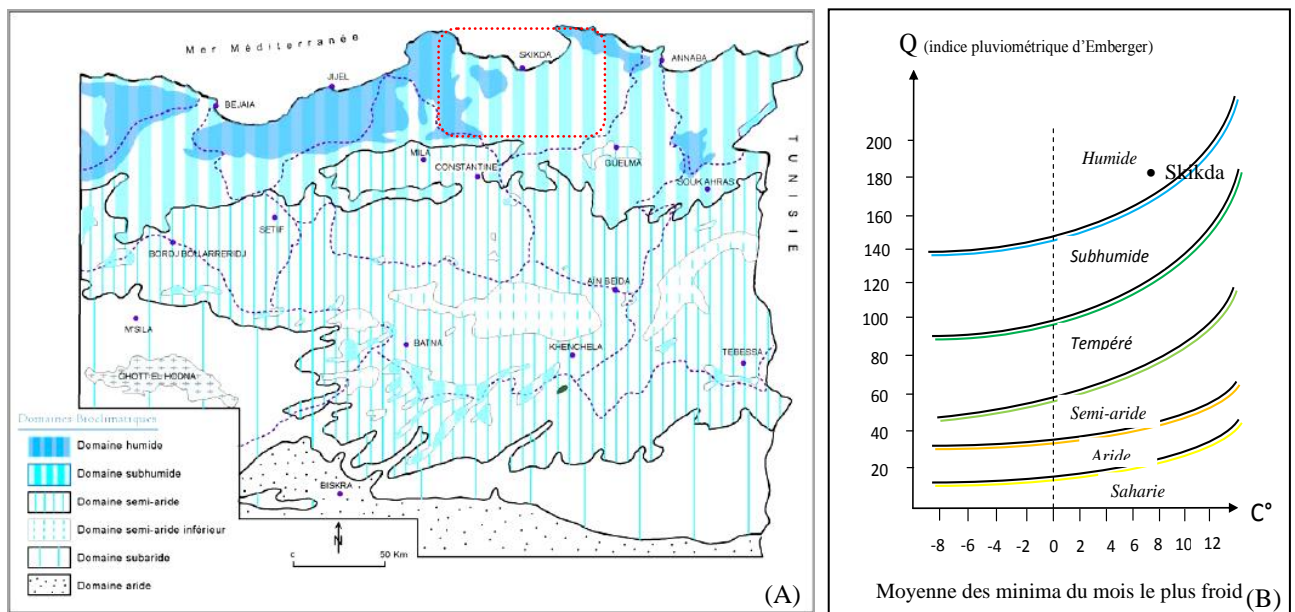 Mer Méditerranée
SKIKDA
ANNABA
JIJEL
BEJAIA
TUNISIE
MILA
GUELMA
CONSTANTINE
SOUK AHRAS
SETIF
BORDJ BOU ARRERIDJ
AIN BEIDA
M'SILA
BATNA
KHENCHELA
TEBESSA
CHOTT EL HODNA
BISKRA
N
50 Km
Domaines Bioclimatiques
Domaine humide
Domaine subhumide
Domaine semi-aride
Domaine semi-aride inférieur
Domaine subaride
Domaine aride
(A)
Q (indice pluviométrique d'Emberger)
200
180
160
140
120
100
80
60
40
20
Humide
Skikda
Subhumide
Tempéré
Semi-aride
Aride
Saharie
C°
-8 -6 -4 -2 0 2 4 6 8 10 12
Moyenne des minima du mois le plus froid (B)